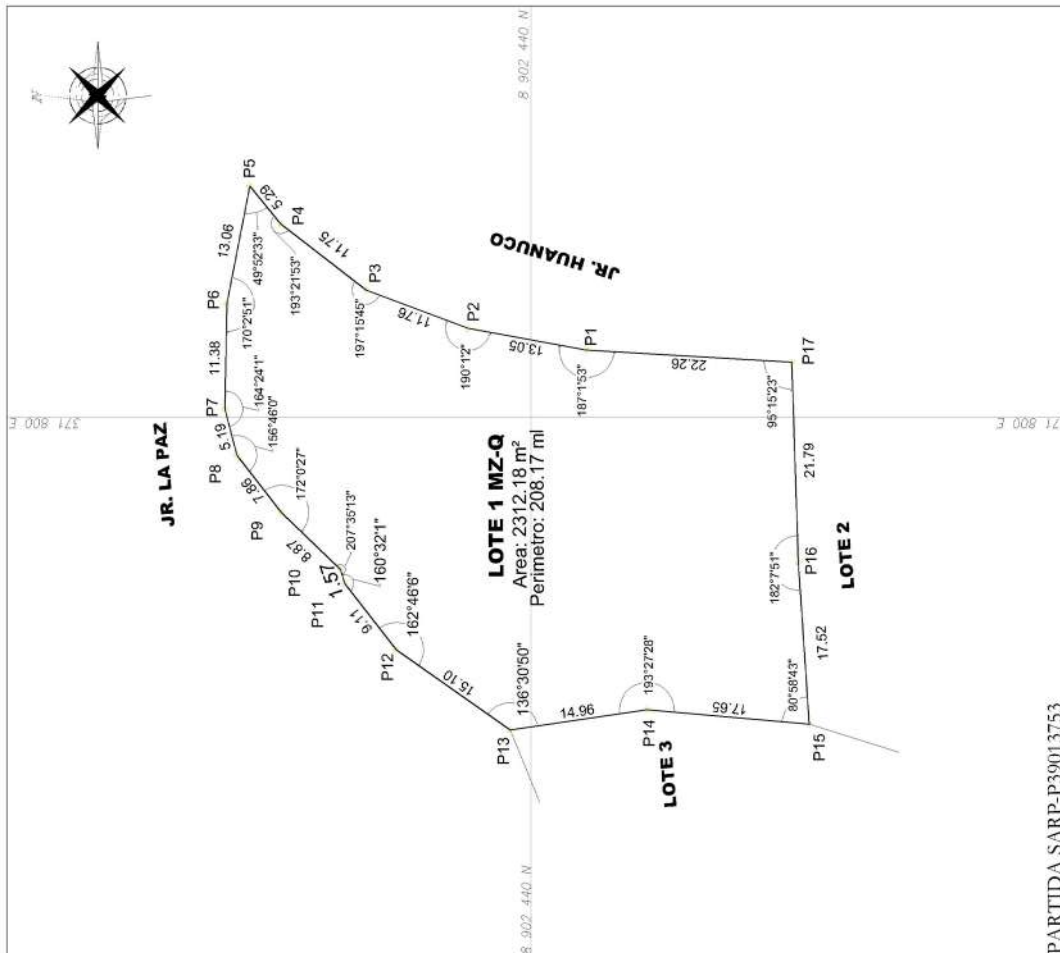 N
8 902 440 N
371 800 E
JR. LA PAZ
P5
5.29
P4
13.06
49°52'33"
193°21'53"
11.75
P6
170°2'51"
11.38
164°24'1"
P7
5.19
156°46'0"
P8
7.86
172°0'27"
P9
8.87
207°35'13"
P10
1.57
160°32'1"
P11
9.11
162°46'6"
P12
15.10
136°30'50"
P13
P3
197°15'45"
11.76
P2
190°1'2"
13.05
JR. HUANUCO
P1
187°1'53"
22.26
P17
95°15'23"
LOTE 1 MZ-Q
Area: 2312.18 m²
Perimetro: 208.17 ml
21.79
P16
182°7'51"
LOTE 2
17.52
80°58'43"
P15
17.65
193°27'28"
P14
14.96
LOTE 3
8 902 440 N
71 800 E
PARTIDA SARP-P39013753